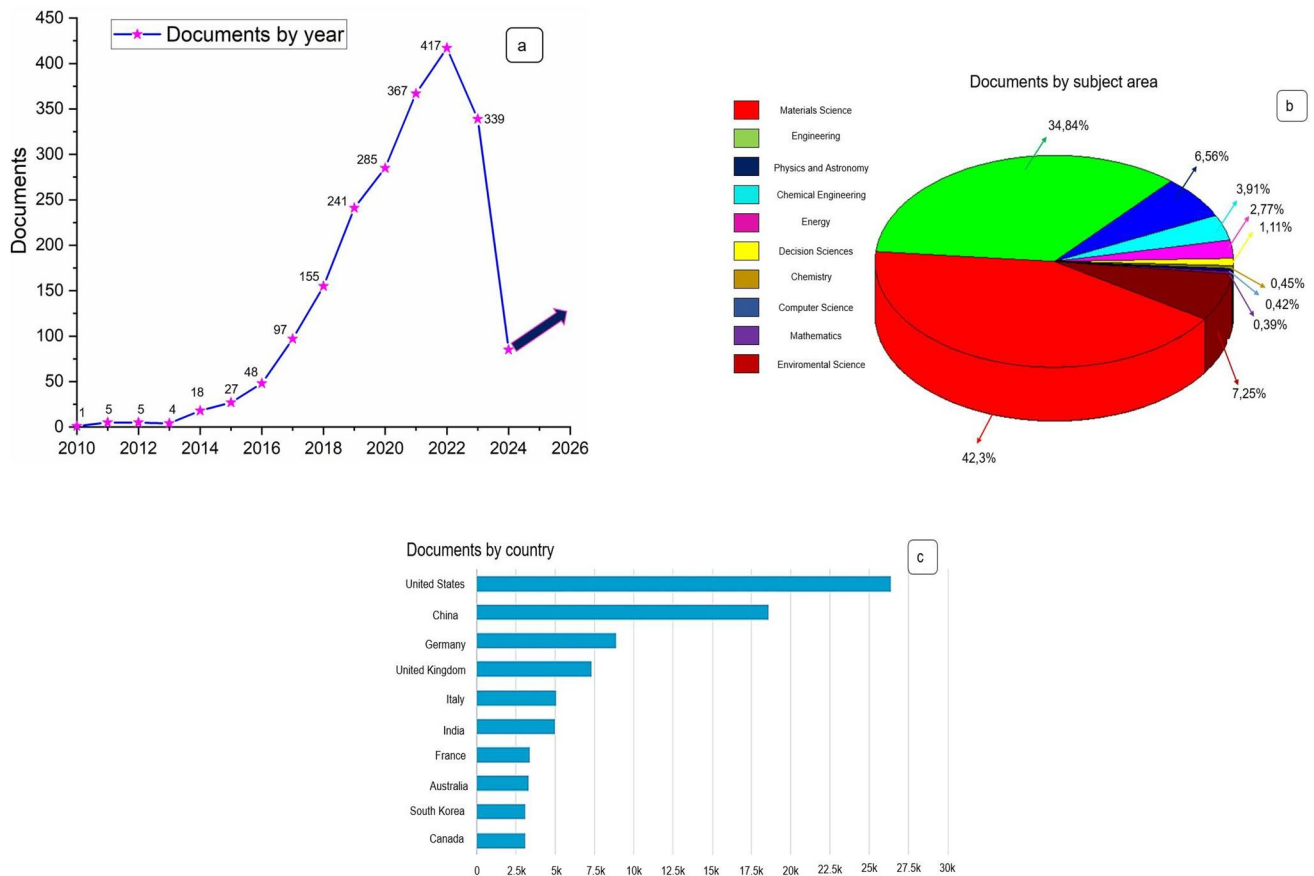 450
400
350
300
250
200
150
100
50
0
Documents
Documents by year
a
1
5
5
4
18
27
48
97
155
241
285
367
417
339
2010
2012
2014
2016
2018
2020
2022
2024
2026
Documents by subject area
b
Materials Science
Engineering
Physics and Astronomy
Chemical Engineering
Energy
Decision Sciences
Chemistry
Computer Science
Mathematics
Enviromental Science
34,84%
6,56%
3,91%
2,77%
1,11%
0,45%
0,42%
0,39%
7,25%
42,3%
Documents by country
c
United States
China
Germany
United Kingdom
Italy
India
France
Australia
South Korea
Canada
0
2.5k
5k
7.5k
10k
12.5k
15k
17.5k
20k
22.5k
25k
27.5k
30k